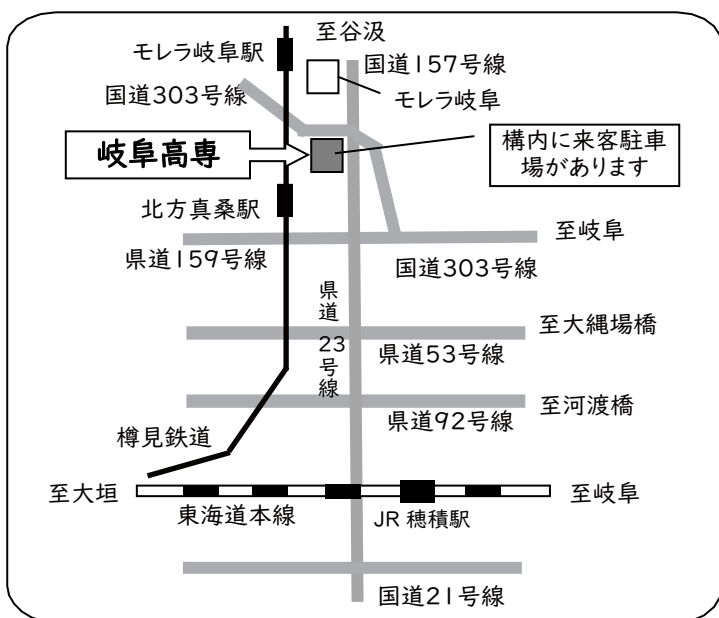 至谷汲
モレラ岐阜駅
国道157号線
国道303号線
モレラ岐阜
岐阜高専
構内に来客駐車
場があります
北方真桑駅
至岐阜
県道159号線
国道303号線
県道
23号線
至大縄場橋
県道53号線
至河渡橋
県道92号線
樽見鉄道
至大垣
至岐阜
東海道本線
JR 穂積駅
国道21号線